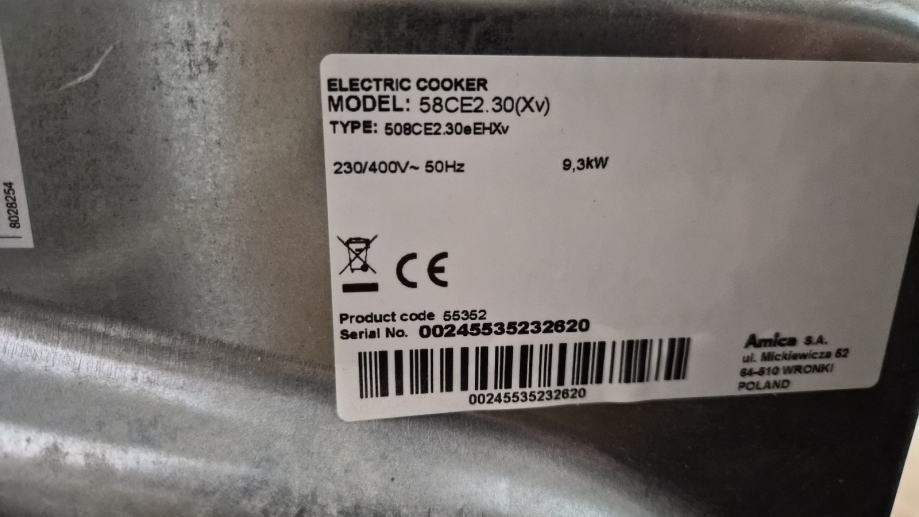 ELECTRIC COOKER
MODEL: 58CE2.30(Xv)
TYPE: 508CE2.30eEHXv
230/400V~ 50Hz 9,3kW
8028254
CE
Product code 55352
Serial No. 00245535232620
00245535232620
Amica S.A.
ul. Mickiewicza 52
64-510 WRONKI
POLAND